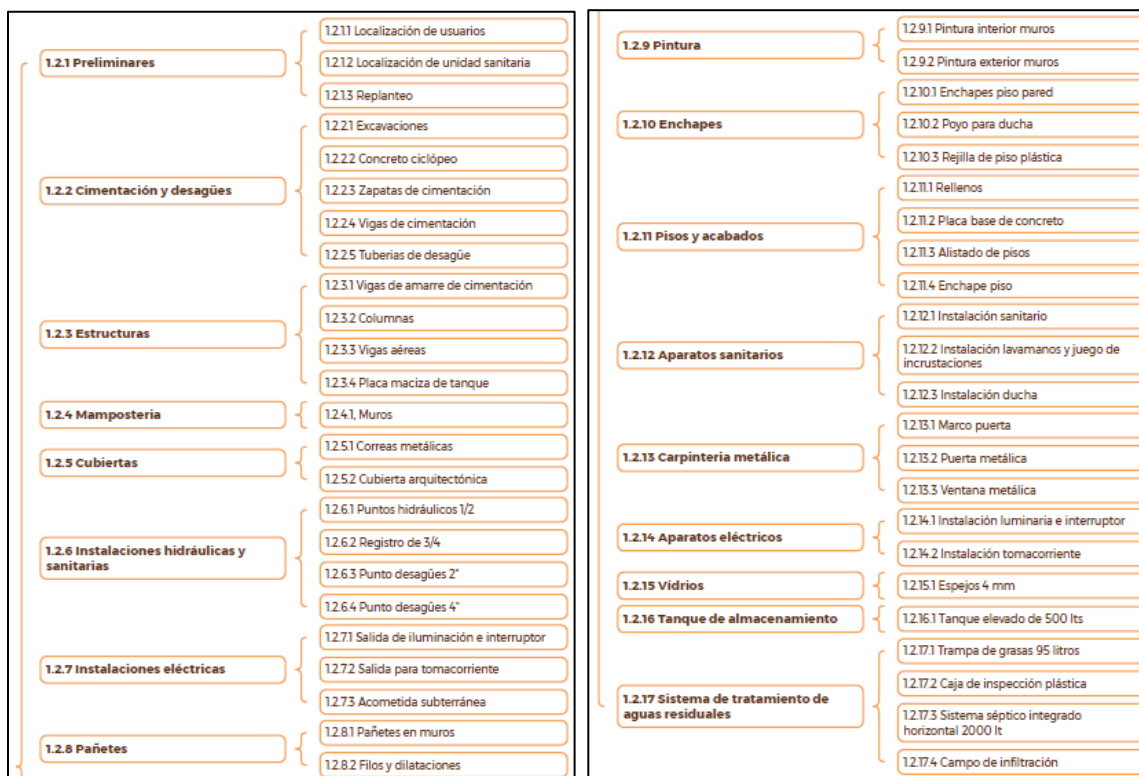 1.2.1 Preliminares
1.2.1.1 Localización de usuarios
1.2.1.2 Localización de unidad sanitaria
1.2.1.3 Replanteo
1.2.2 Cimentación y desagües
1.2.2.1 Excavaciones
1.2.2.2 Concreto ciclópeo
1.2.2.3 Zapatas de cimentación
1.2.2.4 Vigas de cimentación
1.2.2.5 Tuberias de desagüe
1.2.3 Estructuras
1.2.3.1 Vigas de amarre de cimentación
1.2.3.2 Columnas
1.2.3.3 Vigas aéreas
1.2.3.4 Placa maciza de tanque
1.2.4 Mamposteria
1.2.4.1, Muros
1.2.5 Cubiertas
1.2.5.1 Correas metálicas
1.2.5.2 Cubierta arquitectónica
1.2.6 Instalaciones hidráulicas y
sanitarias
1.2.6.1 Puntos hidráulicos 1/2
1.2.6.2 Registro de 3/4
1.2.6.3 Punto desagües 2"
1.2.6.4 Punto desagües 4"
1.2.7 Instalaciones eléctricas
1.2.7.1 Salida de iluminación e interruptor
1.2.7.2 Salida para tomacorriente
1.2.7.3 Acometida subterránea
1.2.8 Pañetes
1.2.8.1 Pañetes en muros
1.2.8.2 Filos y dilataciones
1.2.9 Pintura
1.2.9.1 Pintura interior muros
1.2.9.2 Pintura exterior muros
1.2.10 Enchapes
1.2.10.1 Enchapes piso pared
1.2.10.2 Poyo para ducha
1.2.10.3 Rejilla de piso plástica
1.2.11 Pisos y acabados
1.2.11.1 Rellenos
1.2.11.2 Placa base de concreto
1.2.11.3 Alistado de pisos
1.2.11.4 Enchape piso
1.2.12 Aparatos sanitarios
1.2.12.1 Instalación sanitario
1.2.12.2 Instalación lavamanos y juego de
incrustaciones
1.2.12.3 Instalación ducha
1.2.13 Carpinteria metálica
1.2.13.1 Marco puerta
1.2.13.2 Puerta metálica
1.2.13.3 Ventana metálica
1.2.14 Aparatos eléctricos
1.2.14.1 Instalación luminaria e interruptor
1.2.14.2 Instalación tomacorriente
1.2.15 Vídrios
1.2.15.1 Espejos 4 mm
1.2.16 Tanque de almacenamiento
1.2.16.1 Tanque elevado de 500 lts
1.2.17 Sistema de tratamiento de
aguas residuales
1.2.17.1 Trampa de grasas 95 litros
1.2.17.2 Caja de inspección plástica
1.2.17.3 Sistema séptico integrado
horizontal 2000 lt
1.2.17.4 Campo de infiltración